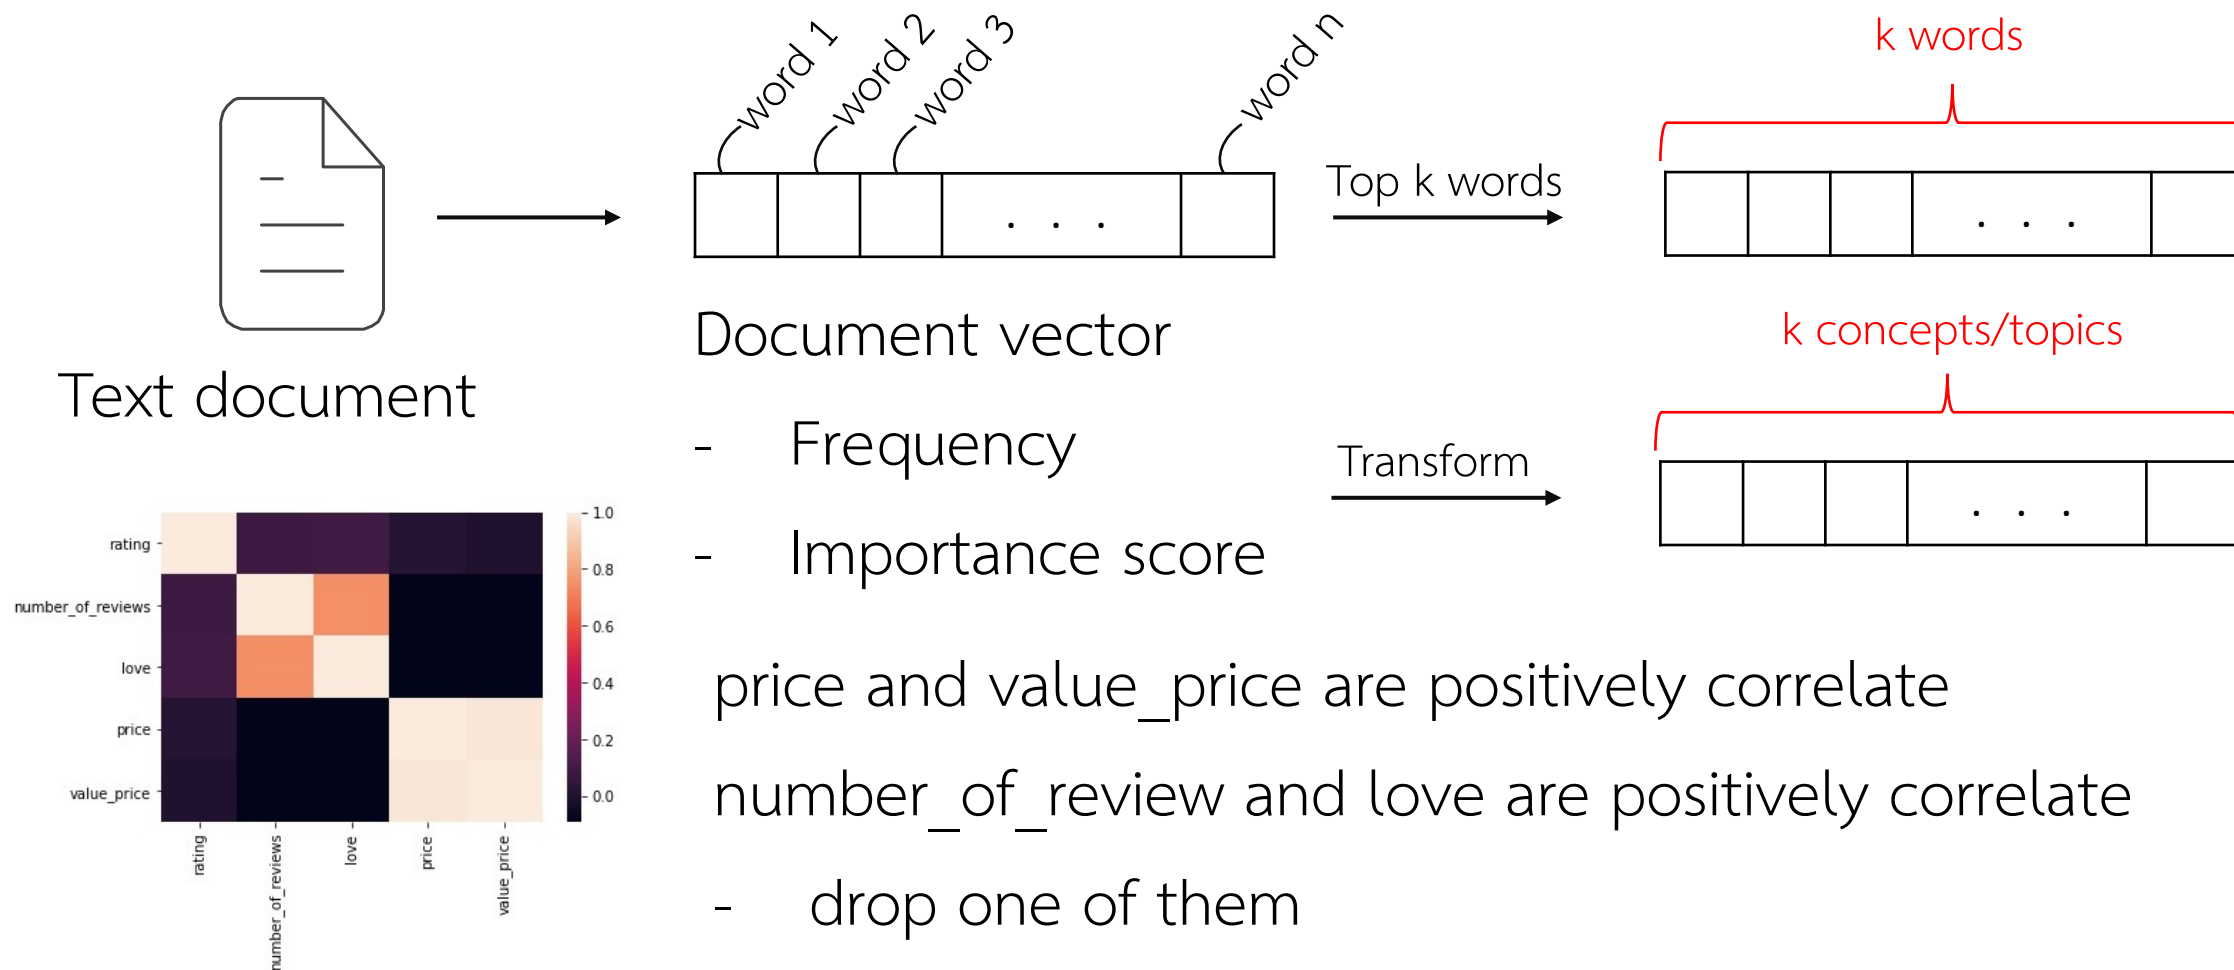 word 1
word 2
word 3
word n
k words
Top k words
. . .
. . .
Document vector
k concepts/topics
Text document
- Frequency
Transform
. . .
- Importance score
rating
number_of_reviews
love
price
value_price
1.0
0.8
0.6
0.4
0.2
0.0
rating
number_of_reviews
love
price
value_price
price and value_price are positively correlate
number_of_review and love are positively correlate
- drop one of them